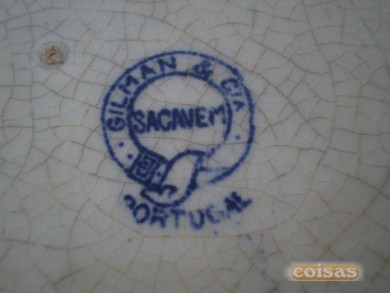 GILMAN & CIA
SACAVEM
PORTUGAL
coisas